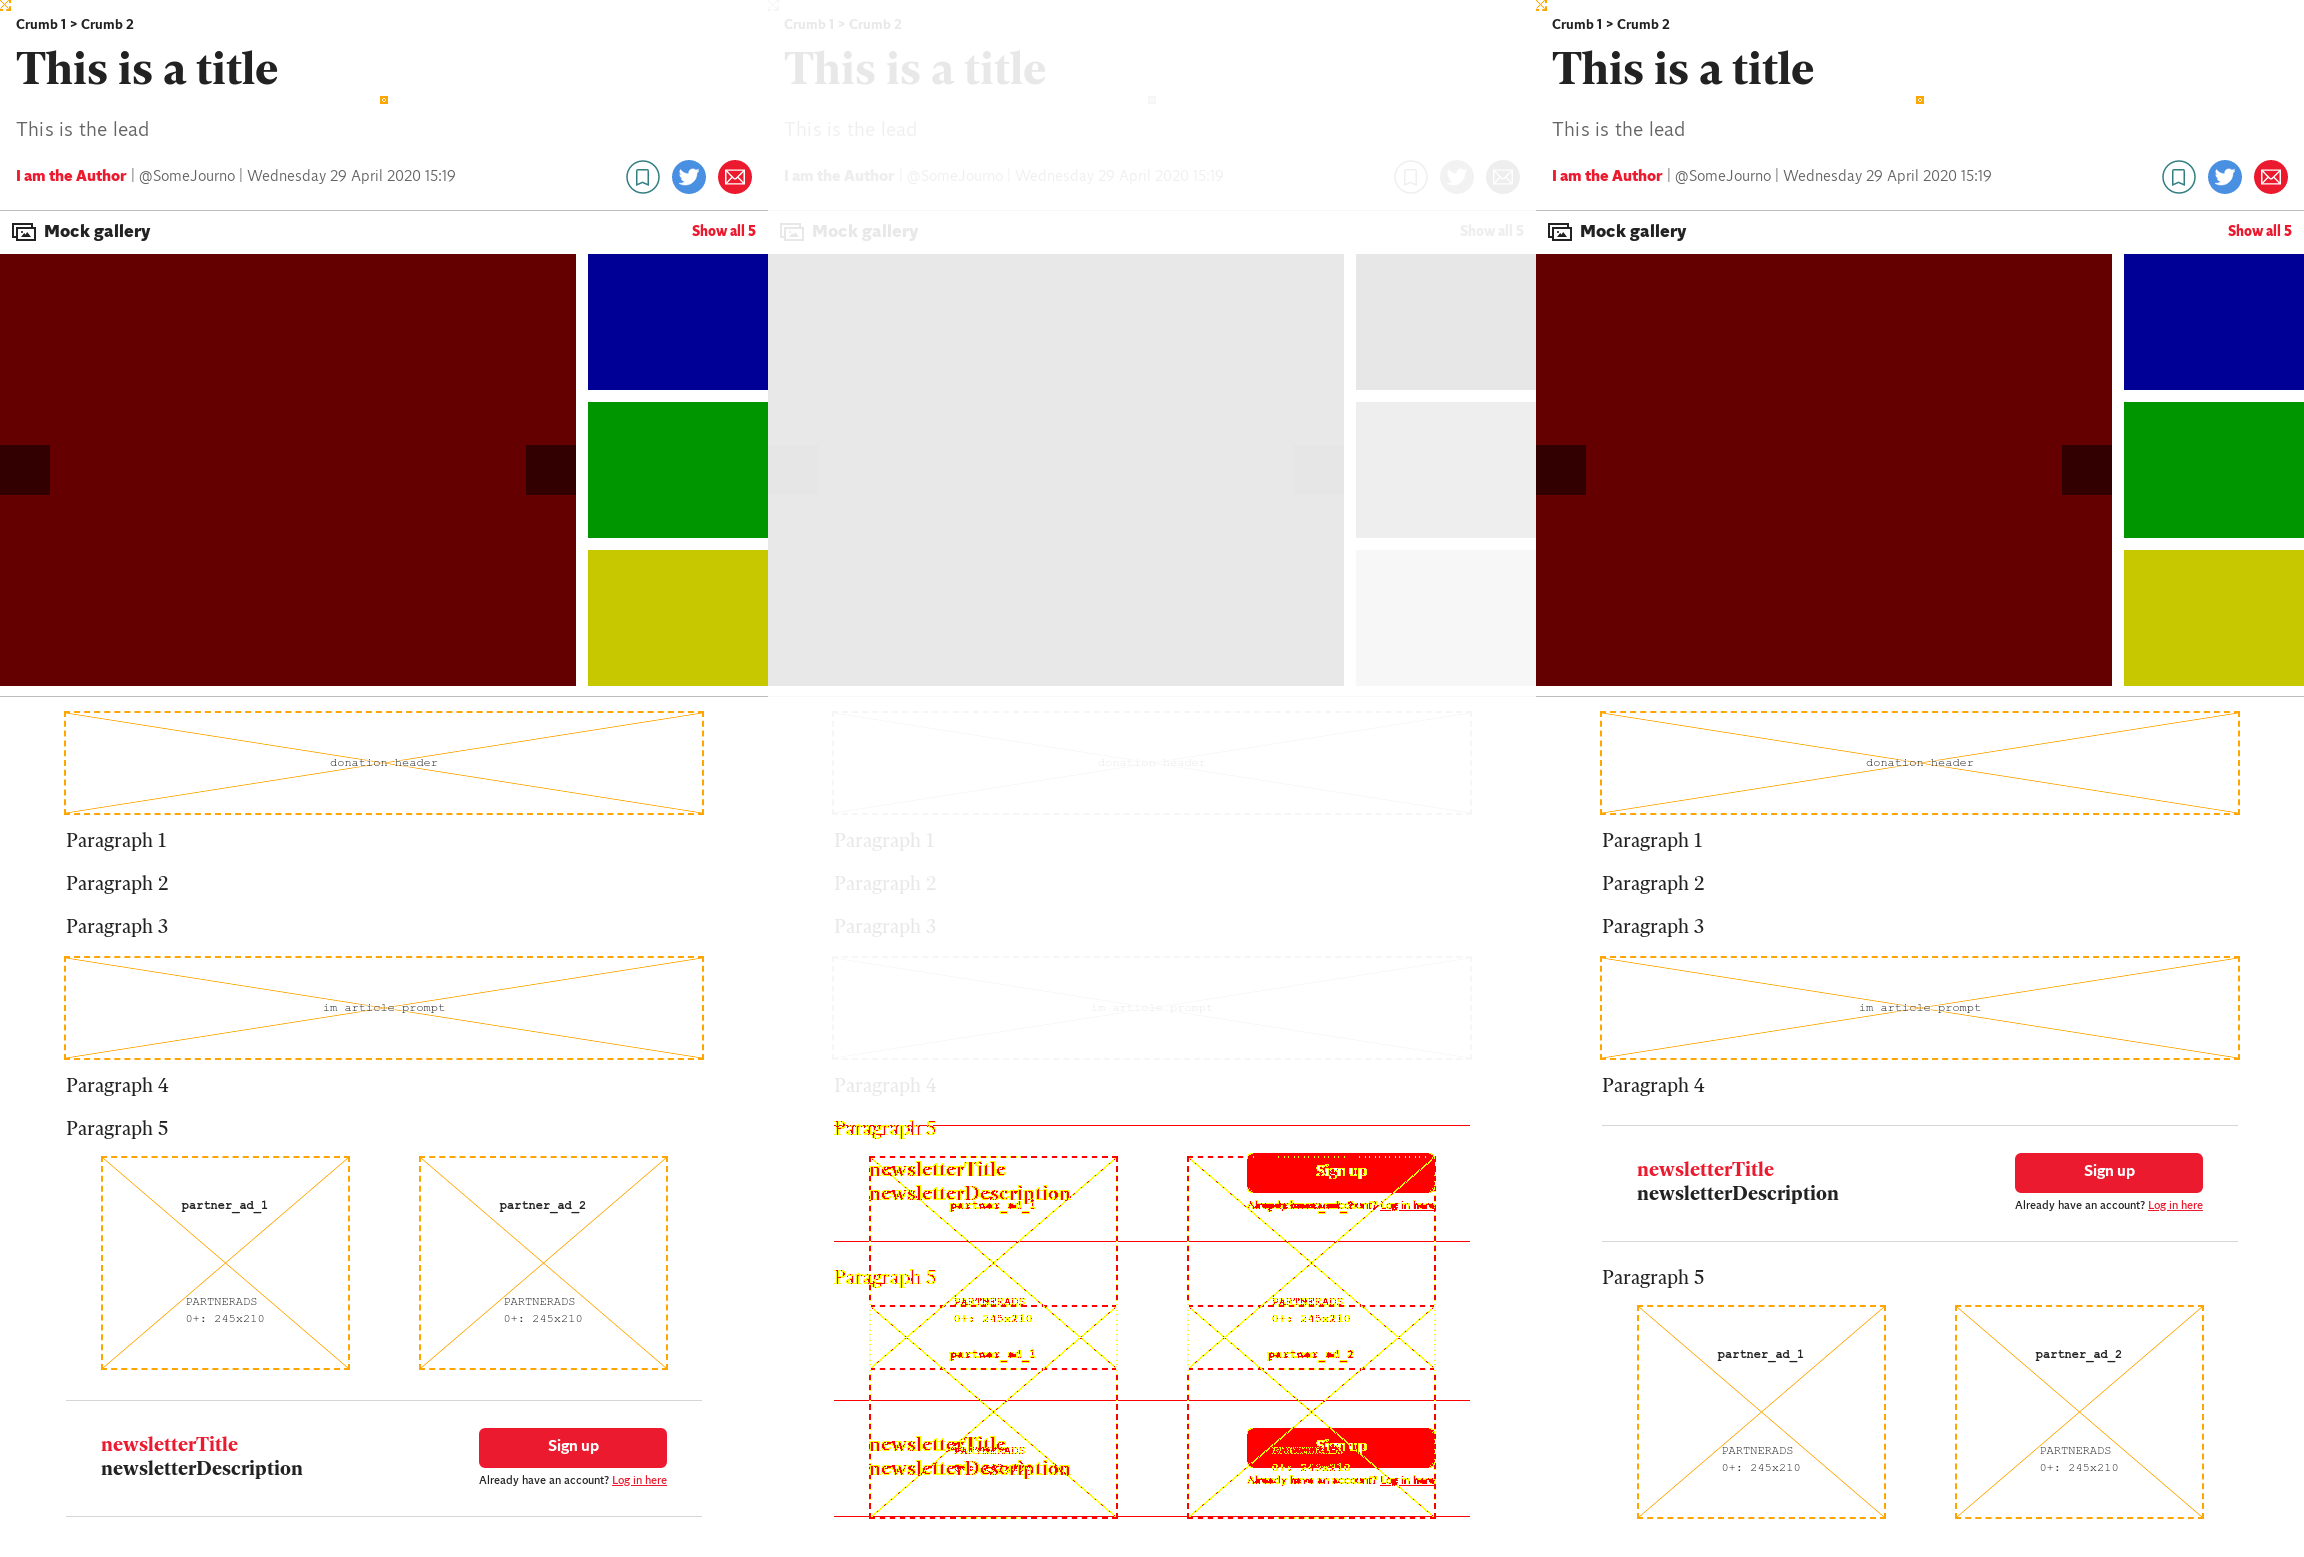 Crumb 1 > Crumb 2
This is a title
This is the lead
I am the Author | @SomeJourno | Wednesday 29 April 2020 15:19
Mock gallery
Show all 5
donation-header
Paragraph 1
Paragraph 2
Paragraph 3
im article prompt
Paragraph 4
Paragraph 5
partner_ad_1
PARTNERADS
0+: 245x210
partner_ad_2
PARTNERADS
0+: 245x210
newsletterTitle
newsletterDescription
Sign up
Already have an account? Log in here
Crumb 1 > Crumb 2
This is a title
This is the lead
I am the Author | @SomeJourno | Wednesday 29 April 2020 15:19
Mock gallery
Show all 5
donation-header
Paragraph 1
Paragraph 2
Paragraph 3
im article prompt
Paragraph 4
Paragraph 5
newsletterTitle
newsletterDescription
partner_ad_1
Sign up
Already have an account? Log in here
Paragraph 5
PARTNERADS
0+: 245x210
PARTNERADS
0+: 245x210
partner_ad_1
partner_ad_2
newsletterTitle
newsletterDescription
Sign up
Already have an account? Log in here
Crumb 1 > Crumb 2
This is a title
This is the lead
I am the Author | @SomeJourno | Wednesday 29 April 2020 15:19
Mock gallery
Show all 5
donation-header
Paragraph 1
Paragraph 2
Paragraph 3
im article prompt
Paragraph 4
newsletterTitle
newsletterDescription
Sign up
Already have an account? Log in here
Paragraph 5
partner_ad_1
PARTNERADS
0+: 245x210
partner_ad_2
PARTNERADS
0+: 245x210